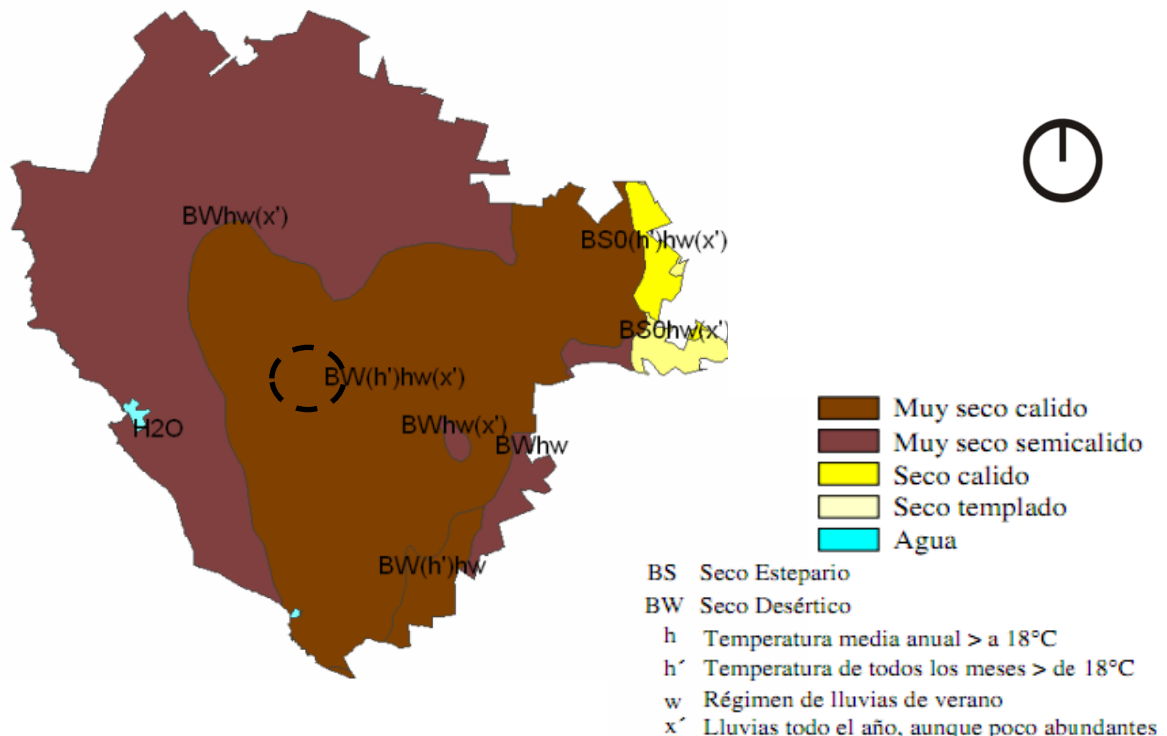 BWhw(x')
BS0(h')hw(x')
BS0hw(x')
BW(h')hw(x')
BWhw(x')
H2O
BWhw
BW(h')hw
Muy seco calido
Muy seco semicalido
Seco calido
Seco templado
Agua
BS Seco Estepario
BW Seco Desértico
h Temperatura media anual > a 18°C
h´ Temperatura de todos los meses > de 18°C
w Régimen de lluvias de verano
x´ Lluvias todo el año, aunque poco abundantes